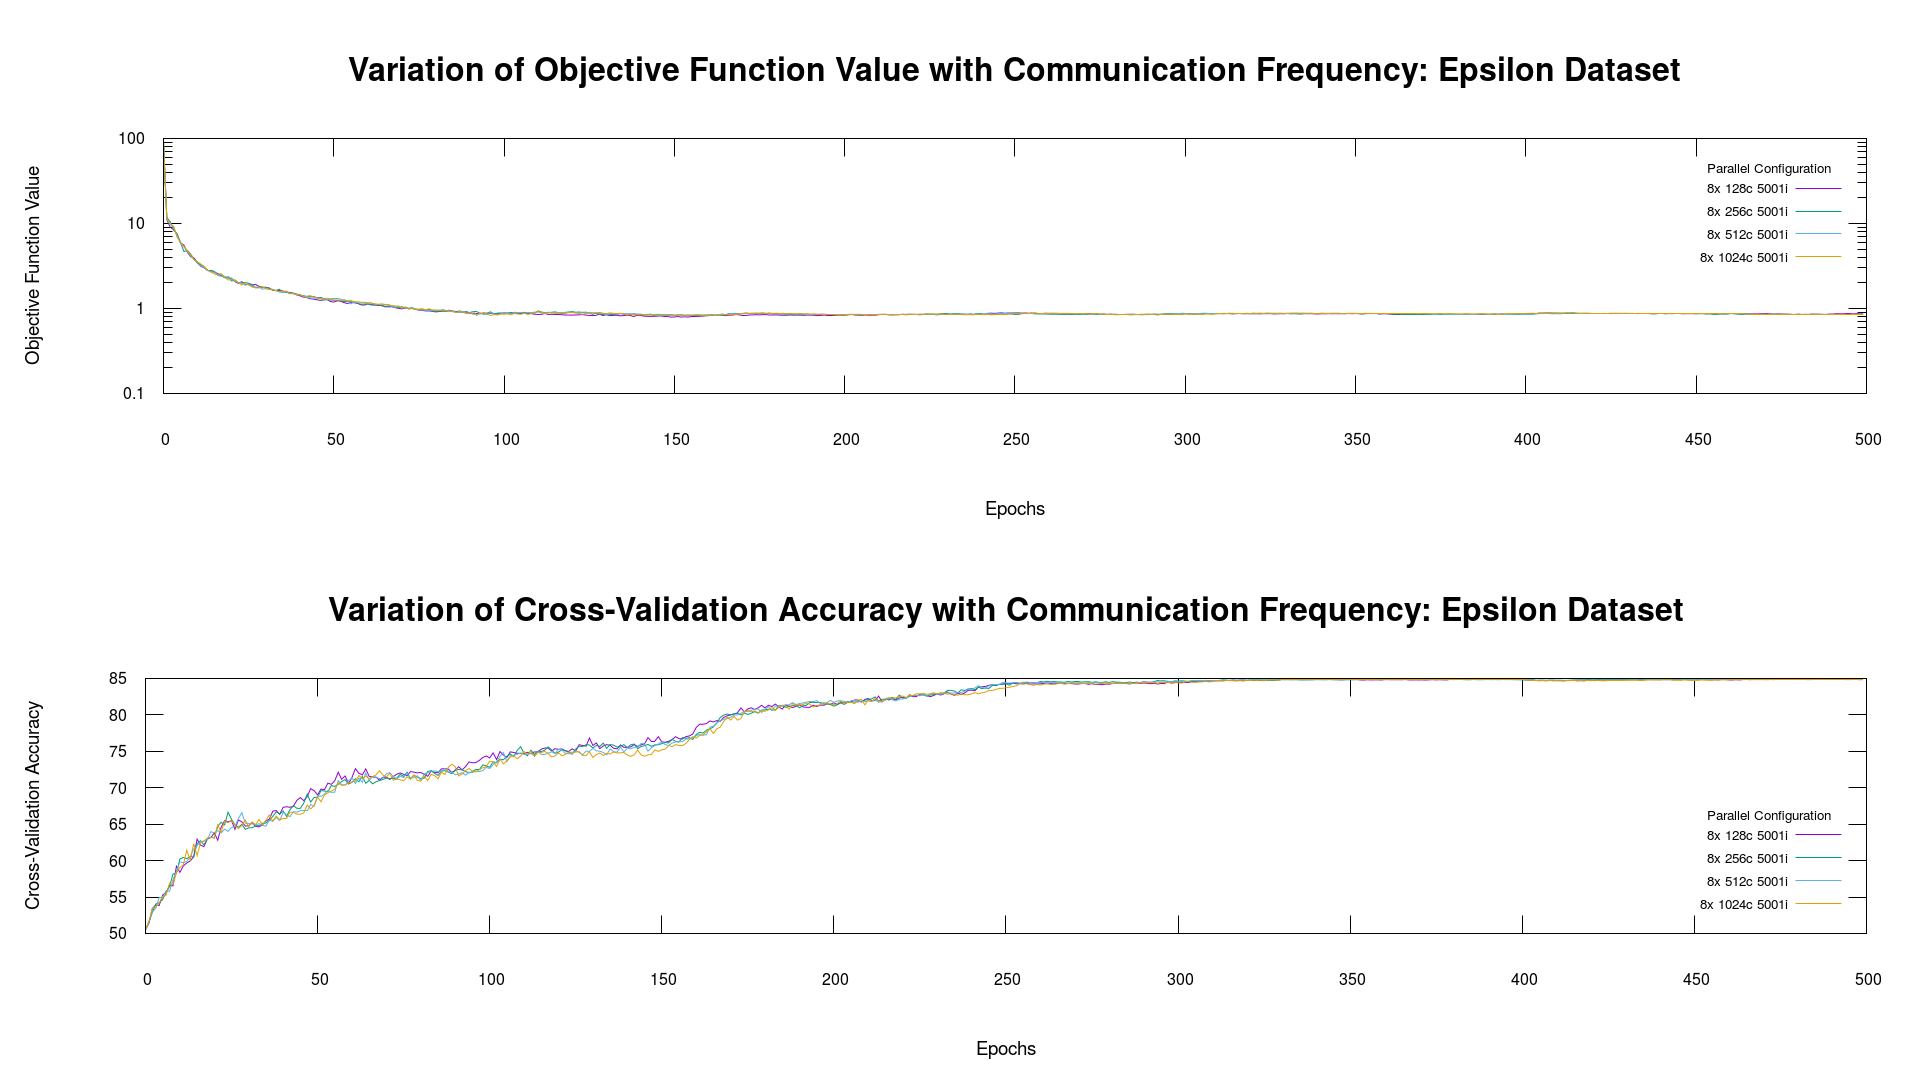 Variation of Objective Function Value with Communication Frequency: Epsilon Dataset
100
10
1
0.1
Objective Function Value
Parallel Configuration
8x 128c 5001i
8x 256c 5001i
8x 512c 5001i
8x 1024c 5001i
0 50 100 150 200 250 300 350 400 450 500
Epochs
Variation of Cross-Validation Accuracy with Communication Frequency: Epsilon Dataset
85
80
75
70
65
60
55
50
Cross-Validation Accuracy
Parallel Configuration
8x 128c 5001i
8x 256c 5001i
8x 512c 5001i
8x 1024c 5001i
0 50 100 150 200 250 300 350 400 450 500
Epochs